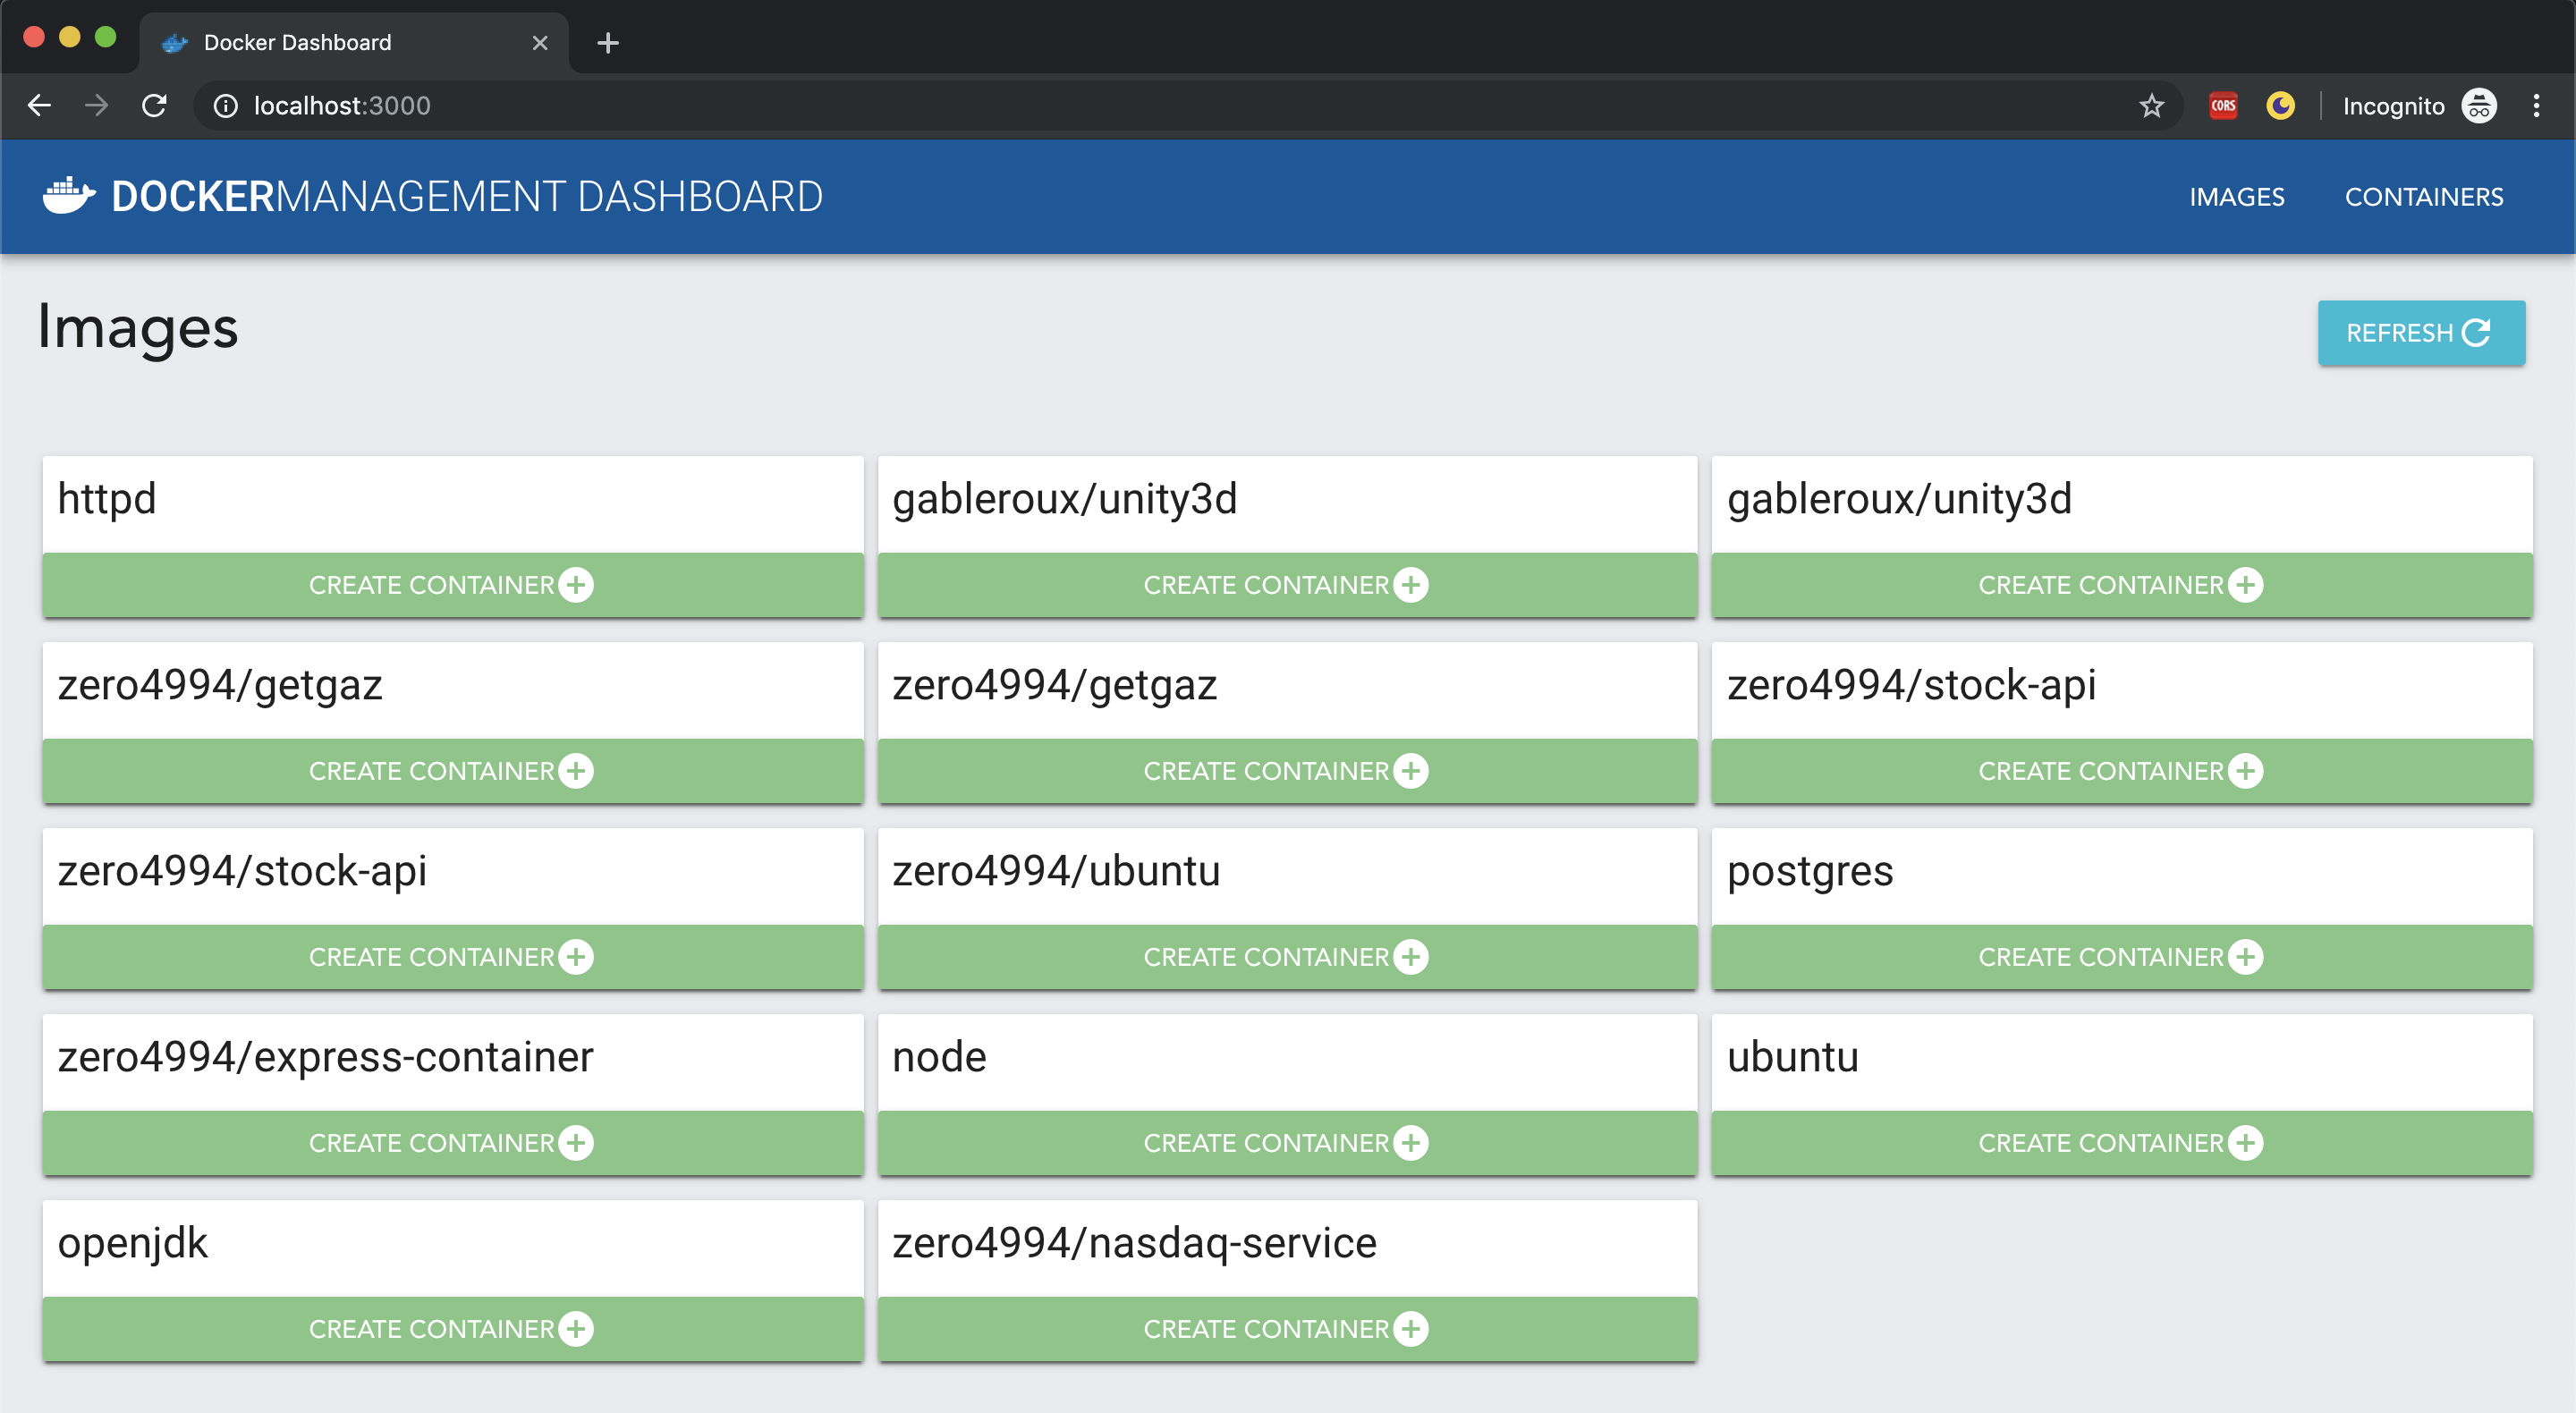 Docker Dashboard
localhost:3000
CORS
Incognito
DOCKERMANAGEMENT DASHBOARD
IMAGES
CONTAINERS
Images
REFRESH
httpd
gableroux/unity3d
gableroux/unity3d
CREATE CONTAINER
CREATE CONTAINER
CREATE CONTAINER
zero4994/getgaz
zero4994/getgaz
zero4994/stock-api
CREATE CONTAINER
CREATE CONTAINER
CREATE CONTAINER
zero4994/stock-api
zero4994/ubuntu
postgres
CREATE CONTAINER
CREATE CONTAINER
CREATE CONTAINER
zero4994/express-container
node
ubuntu
CREATE CONTAINER
CREATE CONTAINER
CREATE CONTAINER
openjdk
zero4994/nasdaq-service
CREATE CONTAINER
CREATE CONTAINER